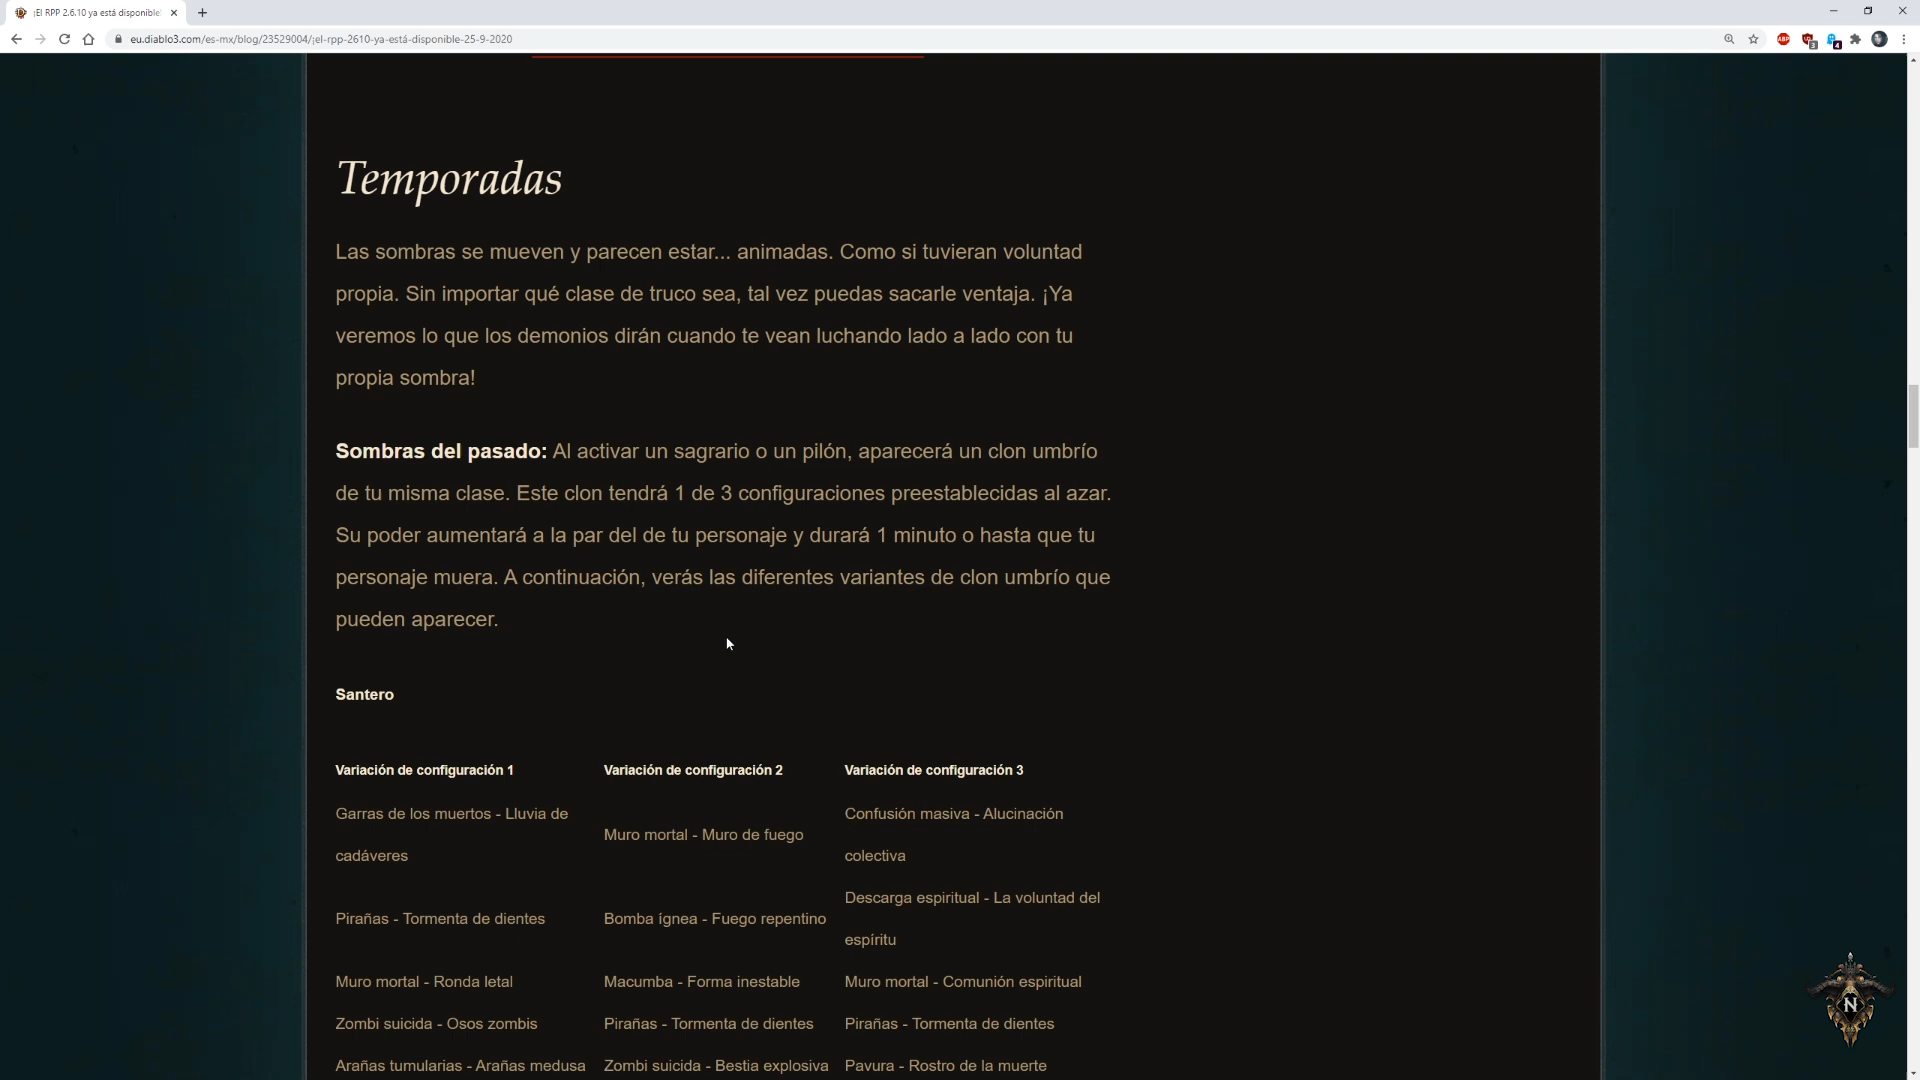 ¡El RPP 2.6.10 ya está disponible
eu.diablo3.com/es-mx/blog/23529004/¡el-rpp-2610-ya-está-disponible-25-9-2020
ABP
3
4
Temporadas
Las sombras se mueven y parecen estar... animadas. Como si tuvieran voluntad
propia. Sin importar qué clase de truco sea, tal vez puedas sacarle ventaja. ¡Ya
veremos lo que los demonios dirán cuando te vean luchando lado a lado con tu
propia sombra!
Sombras del pasado: Al activar un sagrario o un pilón, aparecerá un clon umbrío
de tu misma clase. Este clon tendrá 1 de 3 configuraciones preestablecidas al azar.
Su poder aumentará a la par del de tu personaje y durará 1 minuto o hasta que tu
personaje muera. A continuación, verás las diferentes variantes de clon umbrío que
pueden aparecer.
Santero
Variación de configuración 1 Variación de configuración 2 Variación de configuración 3
Garras de los muertos - Lluvia de
cadáveres
Muro mortal - Muro de fuego
Confusión masiva - Alucinación
colectiva
Pirañas - Tormenta de dientes
Bomba ígnea - Fuego repentino
Descarga espiritual - La voluntad del
espíritu
Muro mortal - Ronda letal Macumba - Forma inestable Muro mortal - Comunión espiritual
Zombi suicida - Osos zombis Pirañas - Tormenta de dientes Pirañas - Tormenta de dientes
Arañas tumularias - Arañas medusa Zombi suicida - Bestia explosiva Pavura - Rostro de la muerte
N